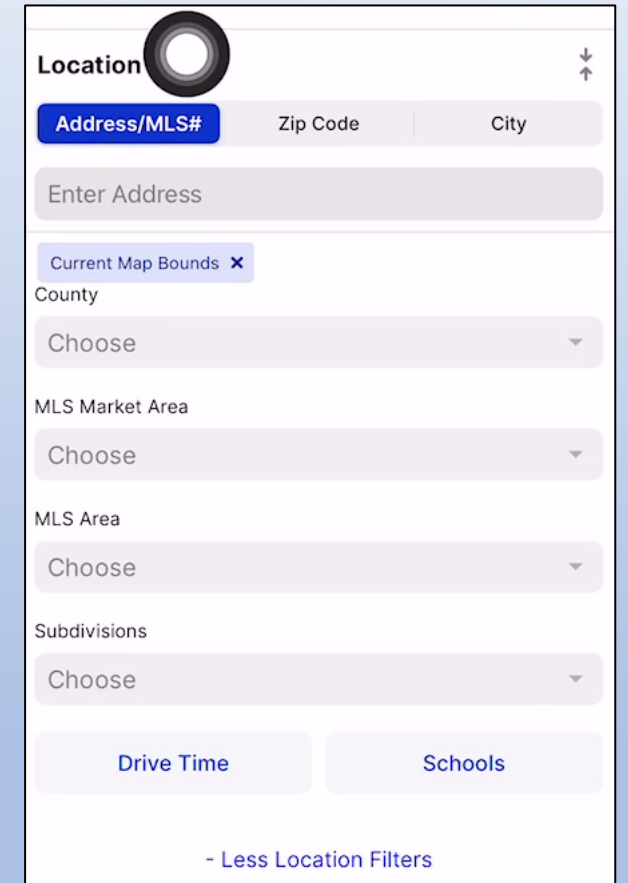 Location
Address/MLS# Zip Code City
Enter Address
Current Map Bounds ×
County
Choose
MLS Market Area
Choose
MLS Area
Choose
Subdivisions
Choose
Drive Time Schools
- Less Location Filters